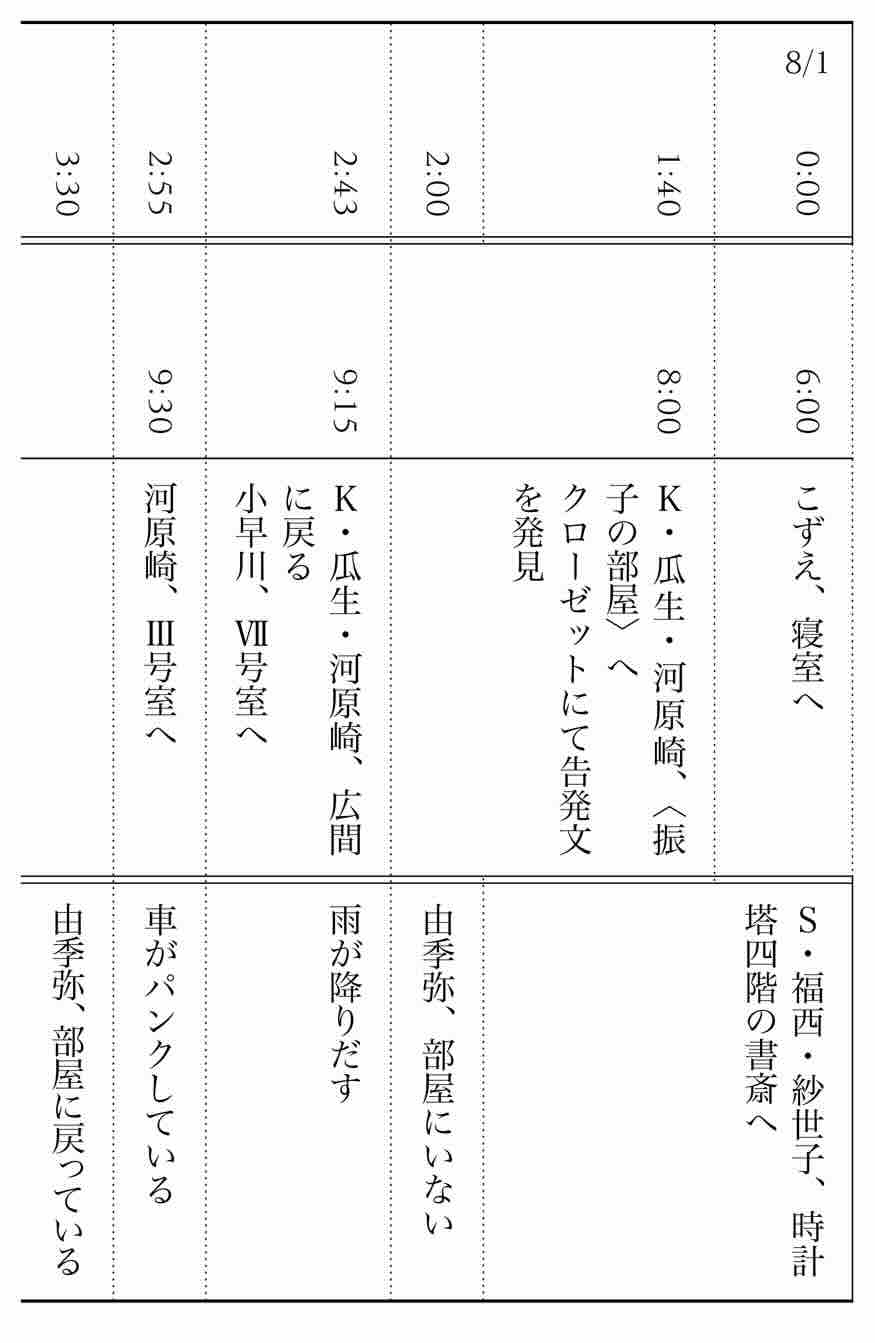 8/1
0:00
6:00
こずえ、寝室へ
S・福西・紗世子、時計
塔四階の書斎へ
1:40
8:00
K・瓜生・河原崎、〈振
子の部屋〉へ
クローゼットにて告発文
を発見
2:00
由季弥、部屋にいない
2:43
9:15
K・瓜生・河原崎、広間
に戻る
小早川、Ⅶ号室へ
雨が降りだす
2:55
9:30
河原崎、Ⅲ号室へ
車がパンクしている
3:30
由季弥、部屋に戻っている